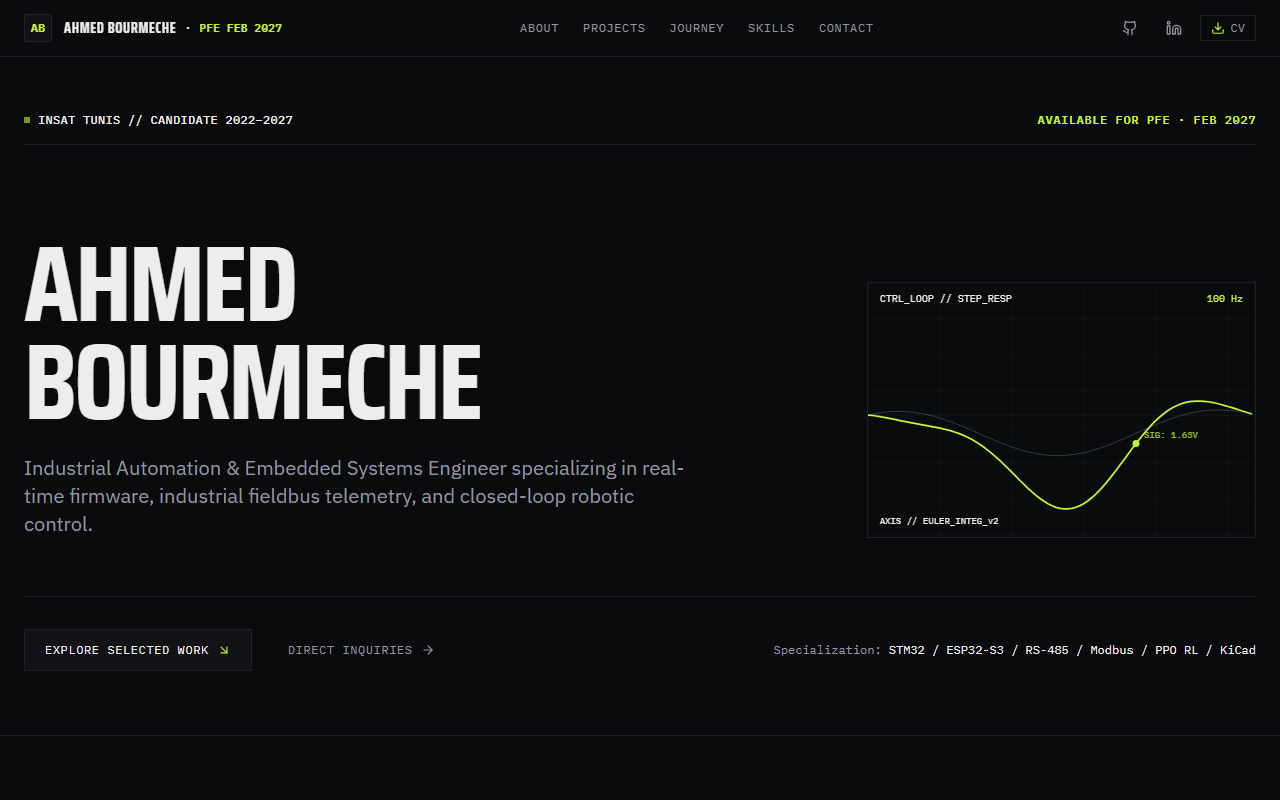 AB AHMED BOURMECHE · PFE FEB 2027
ABOUT PROJECTS JOURNEY SKILLS CONTACT
CV
INSAT TUNIS // CANDIDATE 2022–2027
AVAILABLE FOR PFE · FEB 2027
AHMED
BOURMECHE
Industrial Automation & Embedded Systems Engineer specializing in real-
time firmware, industrial fieldbus telemetry, and closed-loop robotic
control.
CTRL_LOOP // STEP_RESP
100 Hz
SIG: 1.63V
AXIS // EULER_INTEG_v2
EXPLORE SELECTED WORK
DIRECT INQUIRIES
Specialization: STM32 / ESP32-S3 / RS-485 / Modbus / PPO RL / KiCad